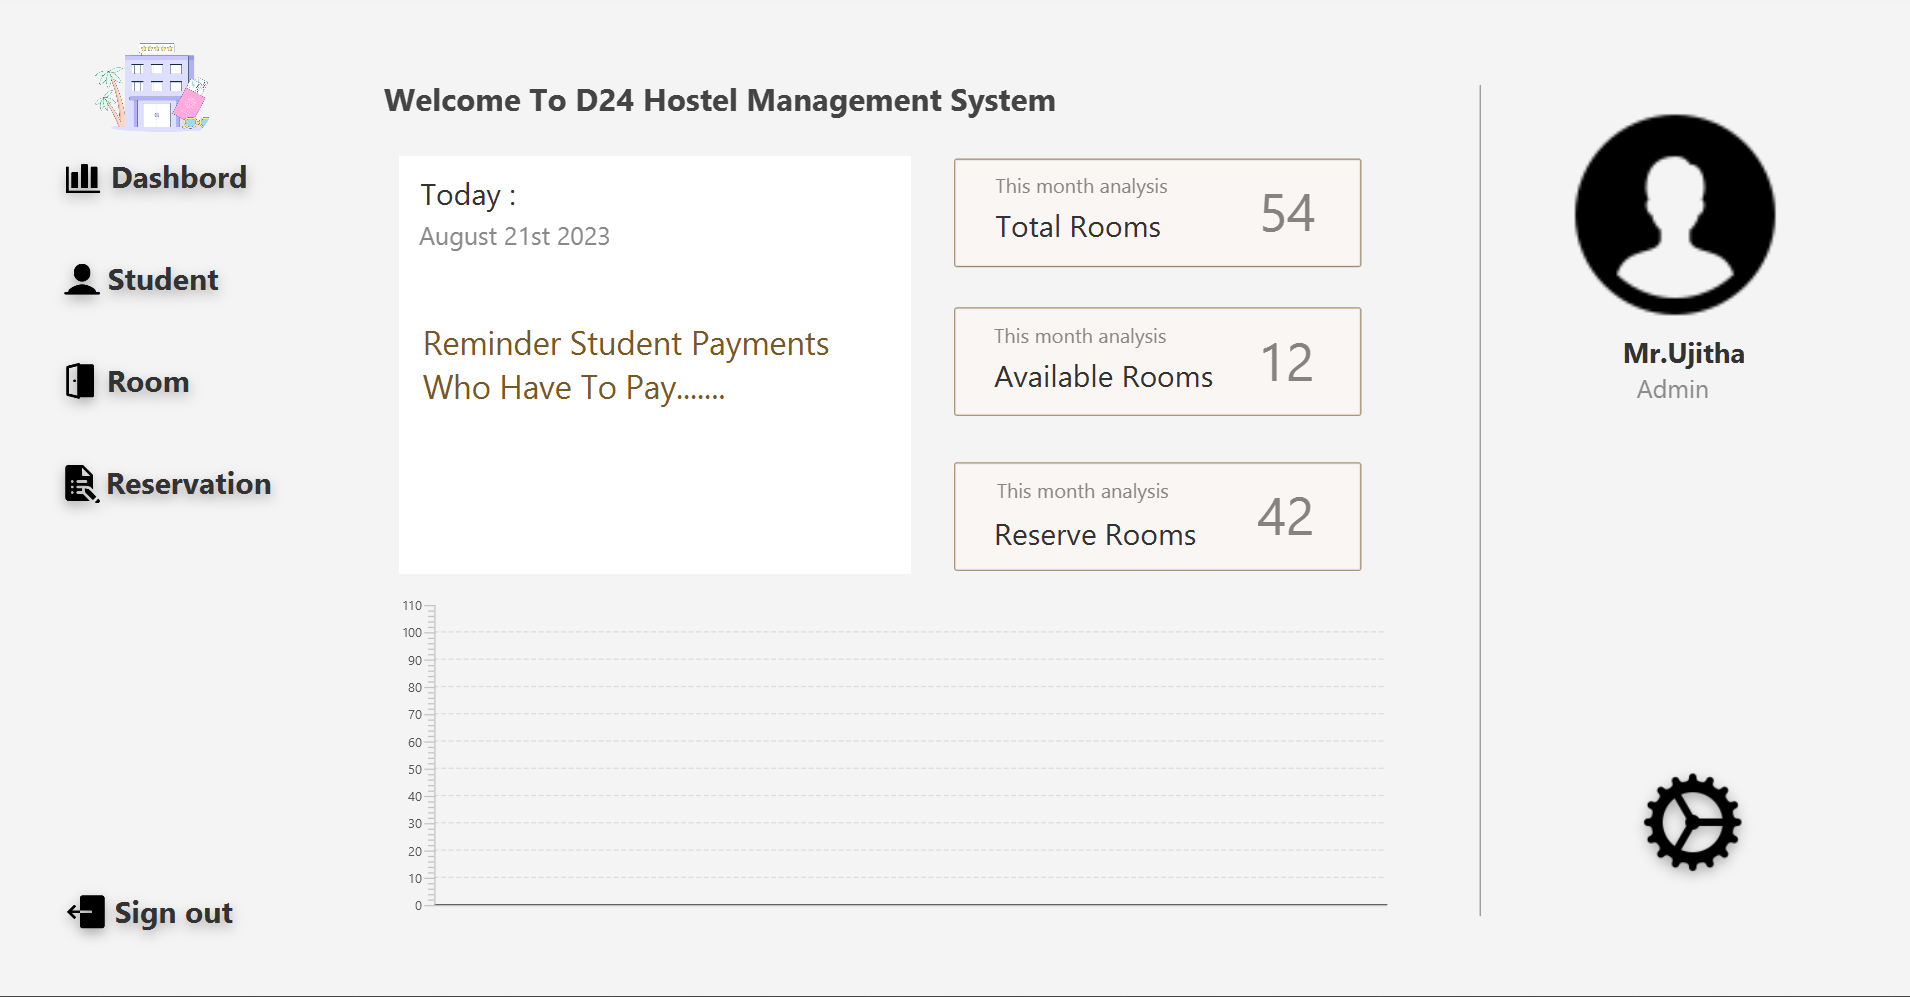 Welcome To D24 Hostel Management System
Dashbord
Student
Room
Reservation
Sign out
Today :
August 21st 2023
Reminder Student Payments
Who Have To Pay.......
This month analysis
Total Rooms
54
This month analysis
Available Rooms
12
This month analysis
Reserve Rooms
42
110
100
90
80
70
60
50
40
30
20
10
0
Mr.Ujitha
Admin